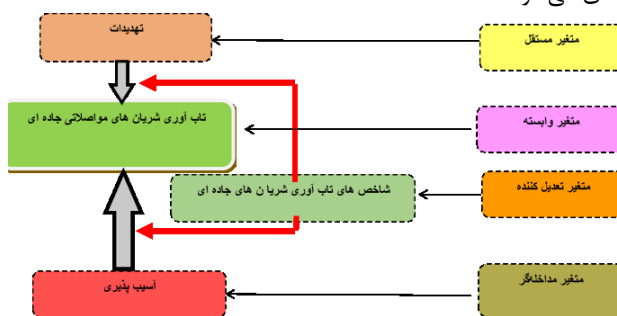 تهدیدات
متغیر مستقل
تاب آوری شریان های مواصلاتی جاده ای
متغیر وابسته
شاخص های تاب آوری شریا ن های جاده ای
متغیر تعدیل کننده
آسیب پذیری
متغیر مداخله‌گر